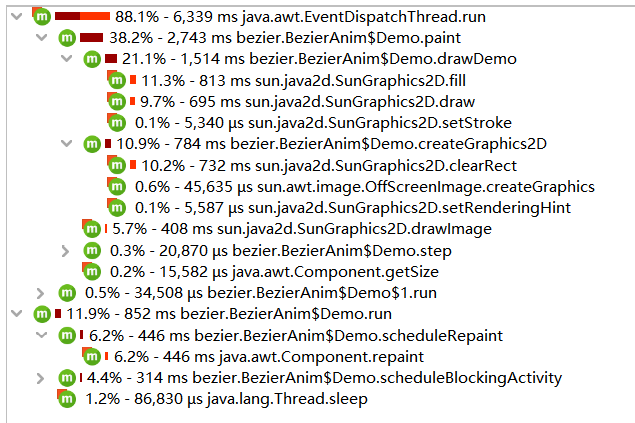 m 88.1% - 6,339 ms java.awt.EventDispatchThread.run
m 38.2% - 2,743 ms bezier.BezierAnim$Demo.paint
m 21.1% - 1,514 ms bezier.BezierAnim$Demo.drawDemo
m 11.3% - 813 ms sun.java2d.SunGraphics2D.fill
m 9.7% - 695 ms sun.java2d.SunGraphics2D.draw
m 0.1% - 5,340 µs sun.java2d.SunGraphics2D.setStroke
m 10.9% - 784 ms bezier.BezierAnim$Demo.createGraphics2D
m 10.2% - 732 ms sun.java2d.SunGraphics2D.clearRect
m 0.6% - 45,635 µs sun.awt.image.OffScreenImage.createGraphics
m 0.1% - 5,587 µs sun.java2d.SunGraphics2D.setRenderingHint
m 5.7% - 408 ms sun.java2d.SunGraphics2D.drawImage
m 0.3% - 20,870 µs bezier.BezierAnim$Demo.step
m 0.2% - 15,582 µs java.awt.Component.getSize
m 0.5% - 34,508 µs bezier.BezierAnim$Demo$1.run
m 11.9% - 852 ms bezier.BezierAnim$Demo.run
m 6.2% - 446 ms bezier.BezierAnim$Demo.scheduleRepaint
m 6.2% - 446 ms java.awt.Component.repaint
m 4.4% - 314 ms bezier.BezierAnim$Demo.scheduleBlockingActivity
m 1.2% - 86,830 µs java.lang.Thread.sleep